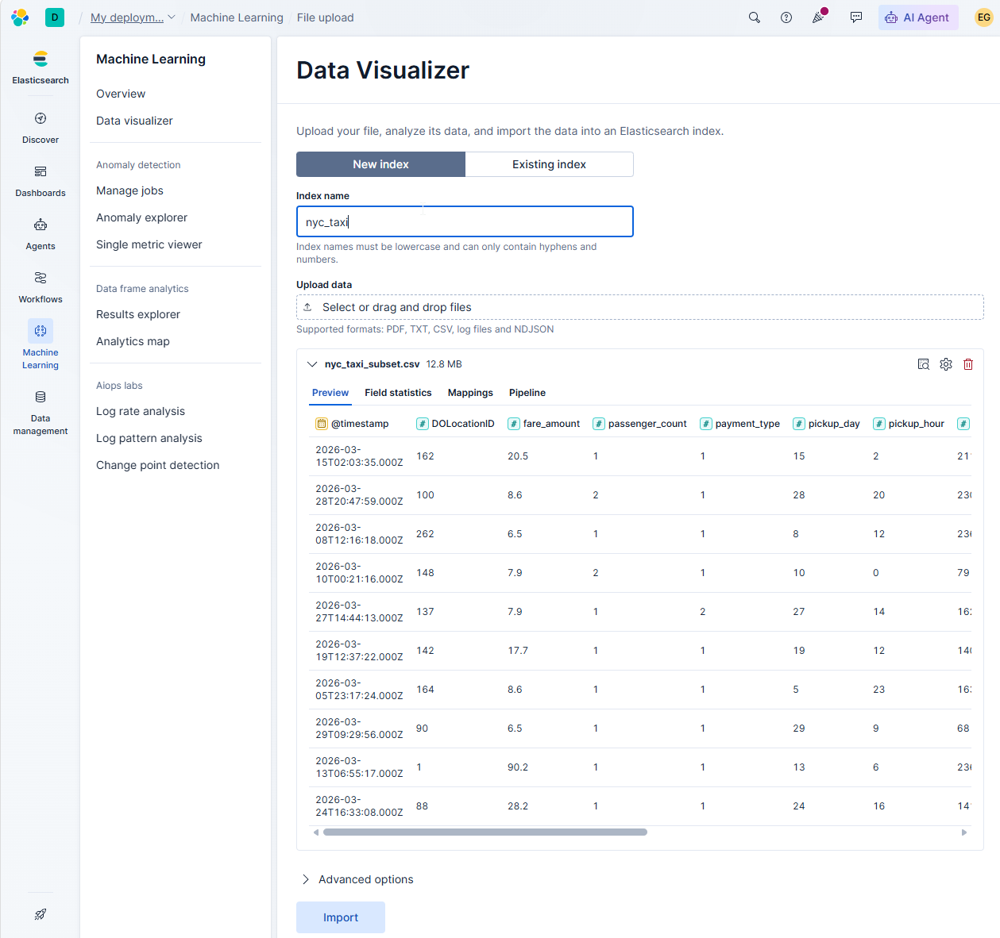 D
/ My deploym... / Machine Learning / File upload
AI Agent
EG
Elasticsearch
Discover
Dashboards
Agents
Workflows
Machine
Learning
Data
management
Machine Learning
Overview
Data visualizer
Anomaly detection
Manage jobs
Anomaly explorer
Single metric viewer
Data frame analytics
Results explorer
Analytics map
Aiops labs
Log rate analysis
Log pattern analysis
Change point detection
Data Visualizer
Upload your file, analyze its data, and import the data into an Elasticsearch index.
New index Existing index
Index name
nyc_taxi
Index names must be lowercase and can only contain hyphens and
numbers.
Upload data
Select or drag and drop files
Supported formats: PDF, TXT, CSV, log files and NDJSON
nyc_taxi_subset.csv 12.8 MB
Preview Field statistics Mappings Pipeline
@timestamp # DOLocationID # fare_amount # passenger_count # payment_type # pickup_day # pickup_hour #
2026-03-
15T02:03:35.000Z 162 20.5 1 1 15 2
2026-03-
28T20:47:59.000Z 100 8.6 2 1 28 20
2026-03-
08T12:16:18.000Z 262 6.5 1 1 8 12
2026-03-
10T00:21:16.000Z 148 7.9 2 1 10 0 79
2026-03-
27T14:44:13.000Z 137 7.9 1 2 27 14
2026-03-
19T12:37:22.000Z 142 17.7 1 1 19 12
2026-03-
05T23:17:24.000Z 164 8.6 1 1 5 23
2026-03-
29T09:29:56.000Z 90 6.5 1 1 29 9 68
2026-03-
13T06:55:17.000Z 1 90.2 1 1 13 6
2026-03-
24T16:33:08.000Z 88 28.2 1 1 24 16
Advanced options
Import